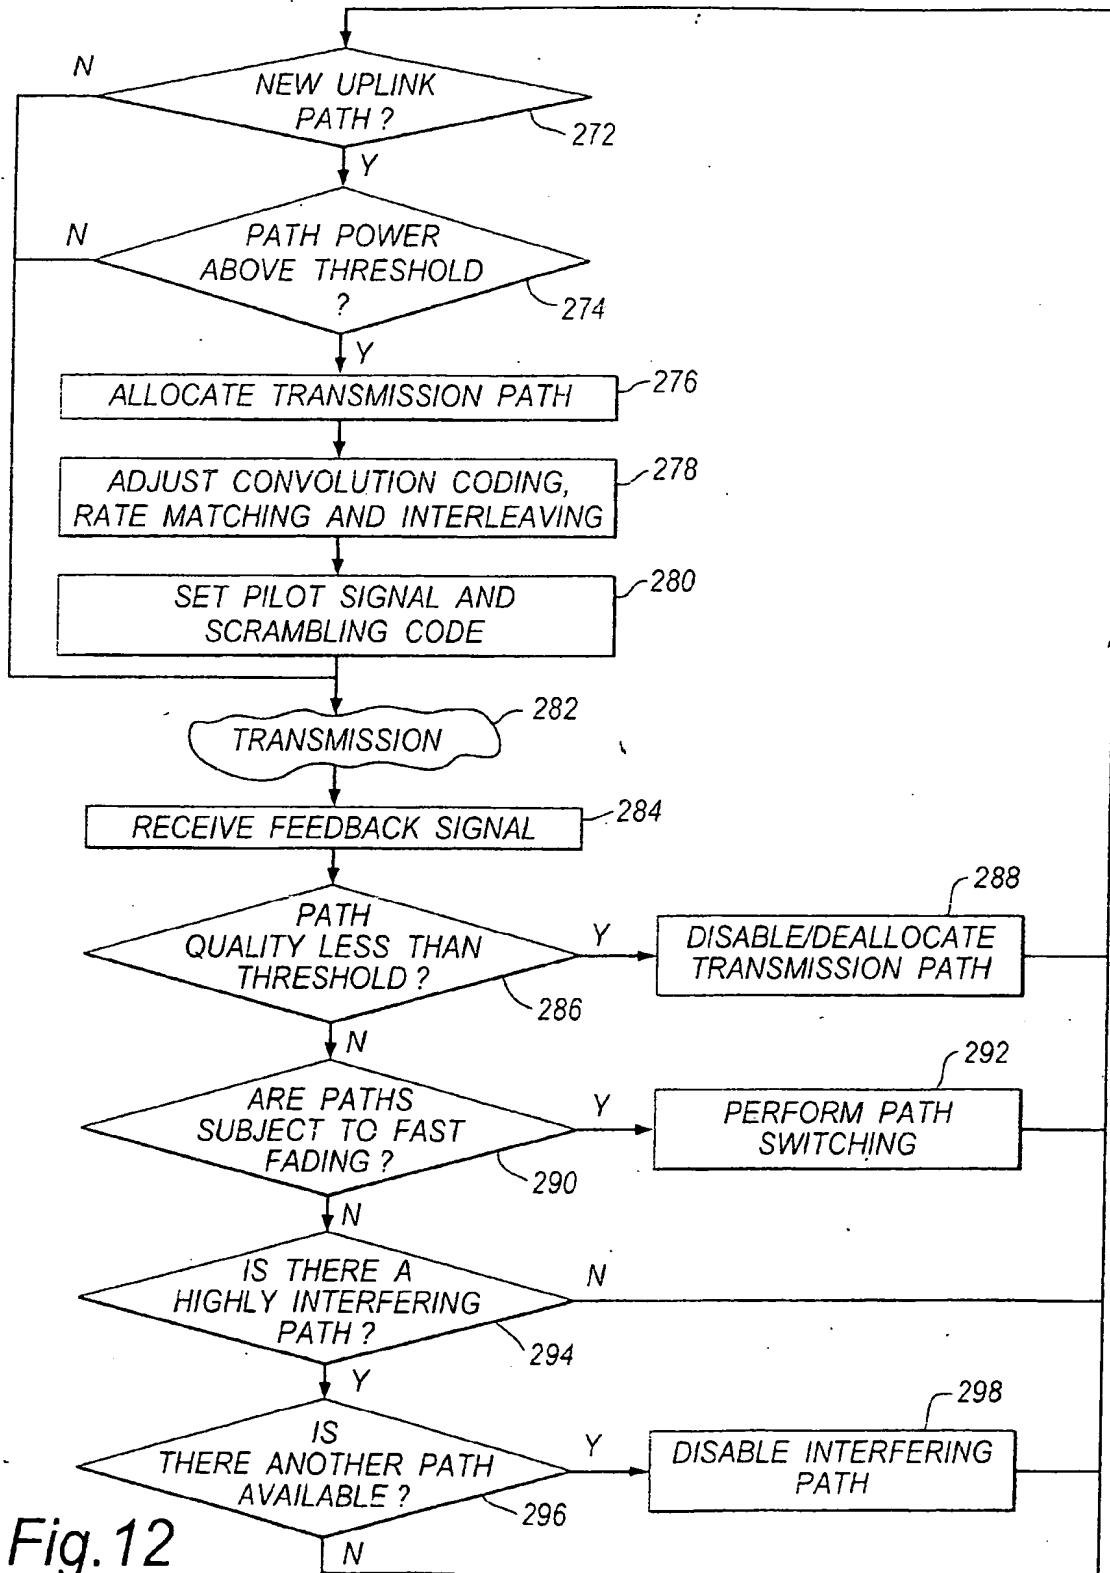 N
NEW UPLINK
PATH ?
272
Y
N
PATH POWER
ABOVE THRESHOLD
?
274
Y
ALLOCATE TRANSMISSION PATH
276
ADJUST CONVOLUTION CODING,
RATE MATCHING AND INTERLEAVING
278
SET PILOT SIGNAL AND
SCRAMBLING CODE
280
TRANSMISSION
282
RECEIVE FEEDBACK SIGNAL
284
PATH
QUALITY LESS THAN
THRESHOLD ?
286
Y
DISABLE/DEALLOCATE
TRANSMISSION PATH
288
N
ARE PATHS
SUBJECT TO FAST
FADING ?
290
Y
PERFORM PATH
SWITCHING
292
N
IS THERE A
HIGHLY INTERFERING
PATH ?
294
N
Y
IS
THERE ANOTHER PATH
AVAILABLE ?
296
Y
DISABLE INTERFERING
PATH
298
N
Fig.12